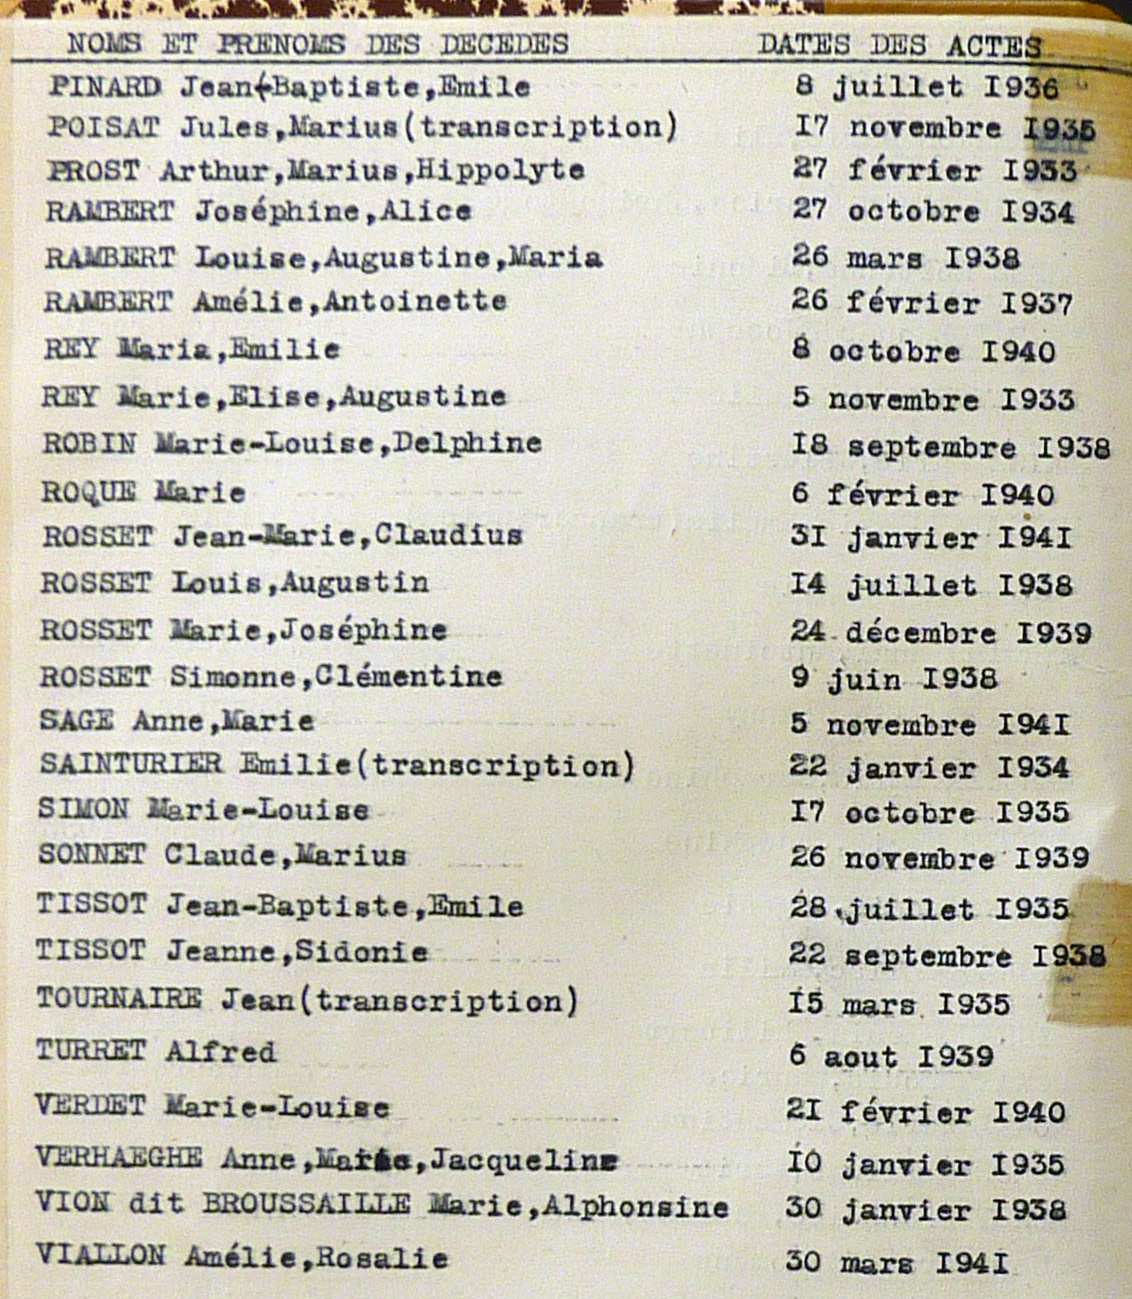 NOMS ET PRENOMS DES DECEDES DATES DES ACTES
PINARD Jean-Baptiste,Emile 8 juillet I936
POISAT Jules,Marius(transcription) I7 novembre I935
PROST Arthur,Marius,Hippolyte 27 février I933
RAMBERT Joséphine,Alice 27 octobre I934
RAMBERT Louise,Augustine,Maria 26 mars I938
RAMBERT Amélie,Antoinette 26 février I937
REY Maria,Emilie 8 octobre I940
REY Marie,Elise,Augustine 5 novembre I933
ROBIN Marie-Louise,Delphine I8 septembre I938
ROQUE Marie 6 février I940
ROSSET Jean-Marie,Claudius 3I janvier I94I
ROSSET Louis,Augustin I4 juillet I938
ROSSET Marie,Joséphine 24 décembre I939
ROSSET Simonne,Clémentine 9 juin I938
SAGE Anne,Marie 5 novembre I94I
SAINTURIER Emilie(transcription) 22 janvier I934
SIMON Marie-Louise I7 octobre I935
SONNET Claude,Marius 26 novembre I939
TISSOT Jean-Baptiste,Emile 28 juillet I935
TISSOT Jeanne,Sidonie 22 septembre I938
TOURNAIRE Jean(transcription) I5 mars I935
TURRET Alfred 6 aout I939
VERDET Marie-Louise 2I février I940
VERHAEGHE Anne,Marie,Jacqueline I0 janvier I935
VION dit BROUSSAILLE Marie,Alphonsine 30 janvier I938
VIALLON Amélie,Rosalie 30 mars I94I